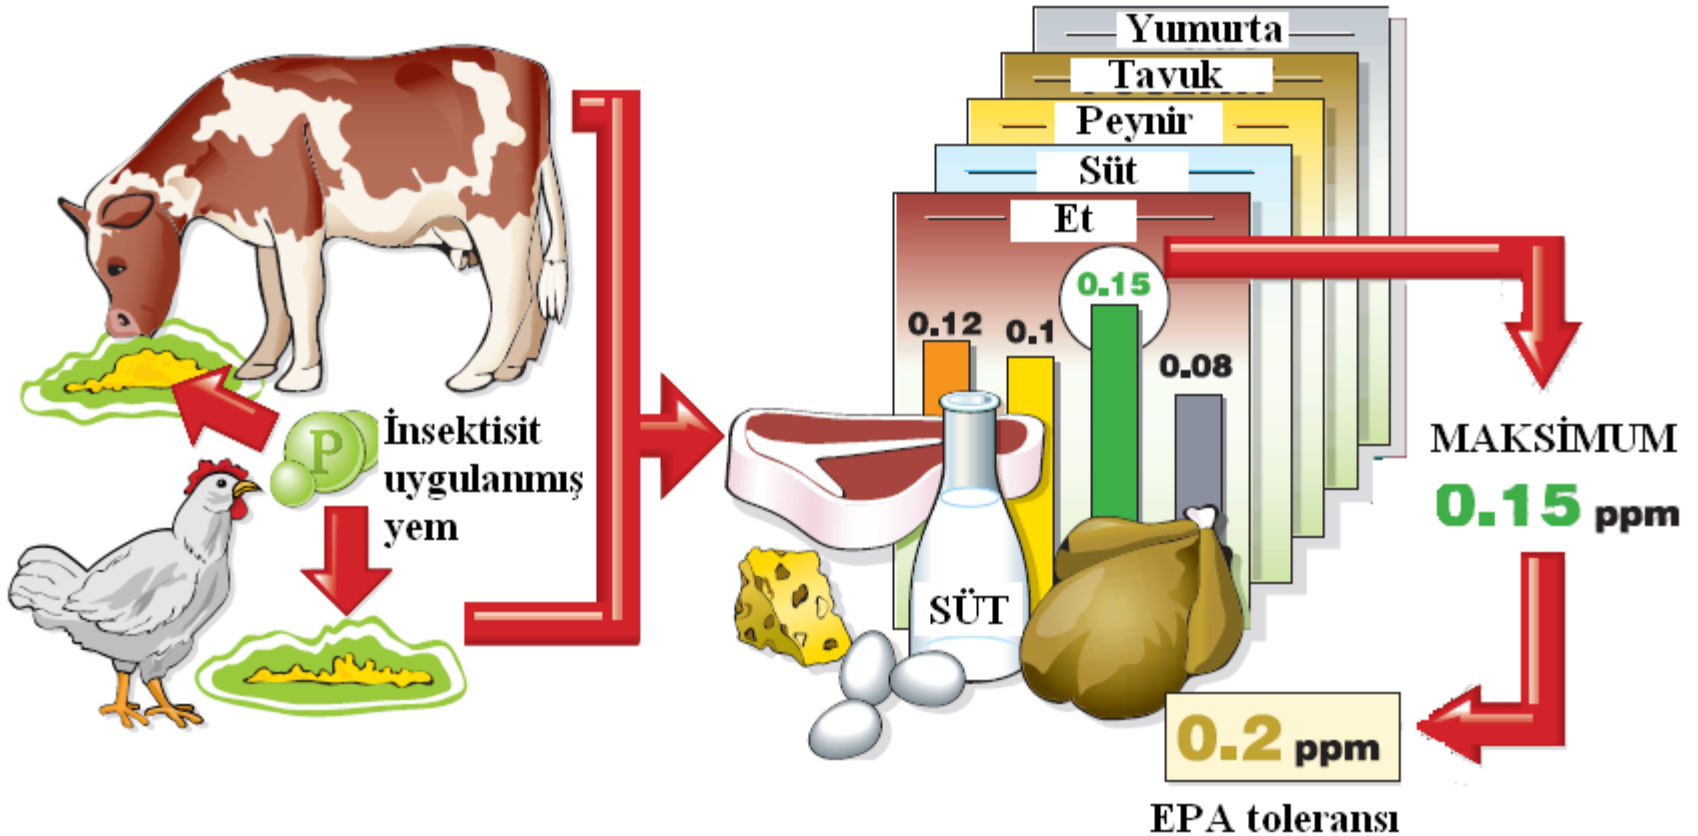 Yumurta
Tavuk
Peynir
Süt
Et
0.15
0.12
0.1
0.08
P
İnsektisit
uygulanmış
yem
MAKSİMUM
0.15 ppm
SÜT
0.2 ppm
EPA toleransı